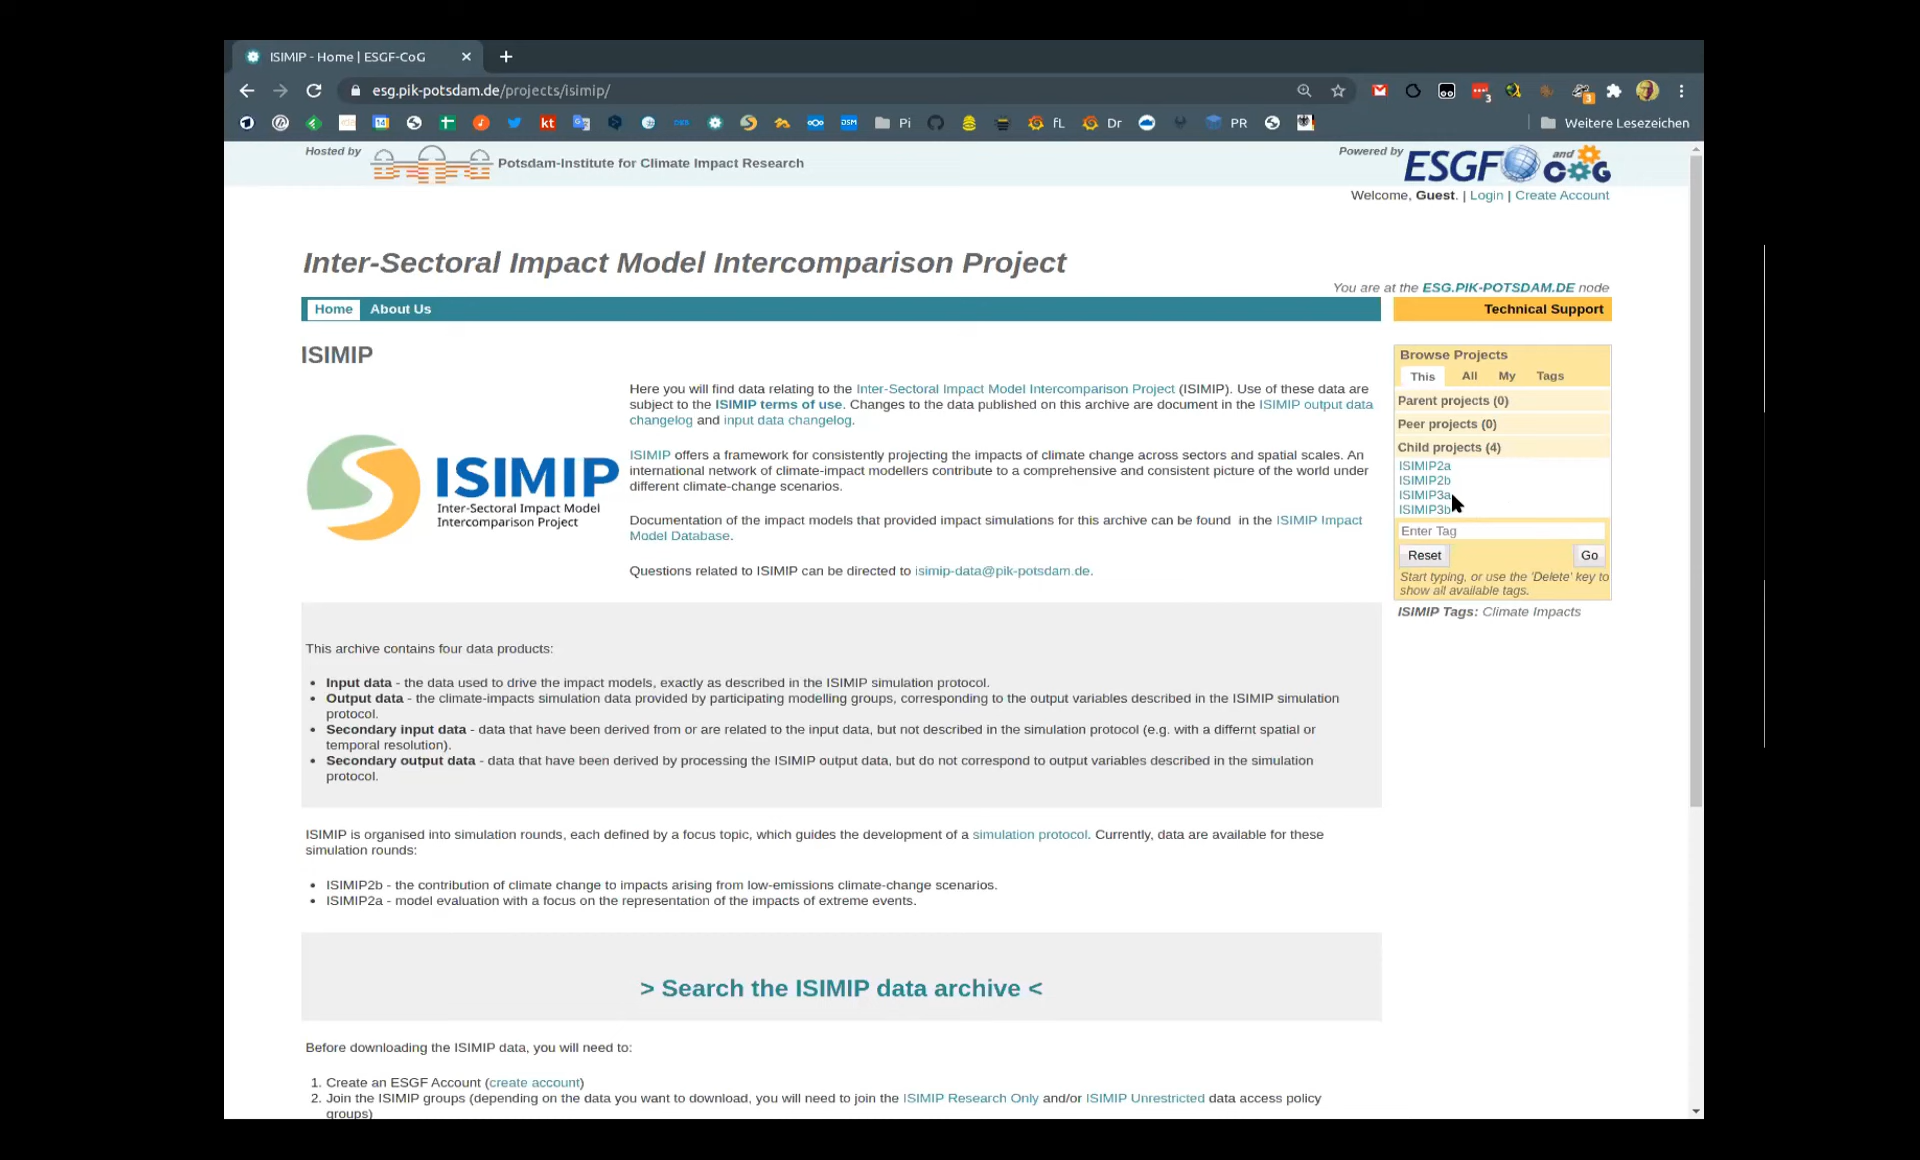 ISIMIP - Home | ESGF-CoG
esg.pik-potsdam.de/projects/isimip/
Pi fL Dr PR Weitere Lesezeichen
Hosted by
Potsdam-Institute for Climate Impact Research
Powered by ESGF and CoG
Welcome, Guest. | Login | Create Account
Inter-Sectoral Impact Model Intercomparison Project
You are at the ESG.PIK-POTSDAM.DE node
Home About Us
Technical Support
ISIMIP
Here you will find data relating to the Inter-Sectoral Impact Model Intercomparison Project (ISIMIP). Use of these data are
subject to the ISIMIP terms of use. Changes to the data published on this archive are document in the ISIMIP output data
changelog and input data changelog.
ISIMIP offers a framework for consistently projecting the impacts of climate change across sectors and spatial scales. An
international network of climate-impact modellers contribute to a comprehensive and consistent picture of the world under
different climate-change scenarios.
Documentation of the impact models that provided impact simulations for this archive can be found in the ISIMIP Impact
Model Database.
Questions related to ISIMIP can be directed to isimip-data@pik-potsdam.de.
ISIMIP
Inter-Sectoral Impact Model
Intercomparison Project
Browse Projects
This All My Tags
Parent projects (0)
Peer projects (0)
Child projects (4)
ISIMIP2a
ISIMIP2b
ISIMIP3a
ISIMIP3b
Enter Tag
Reset Go
Start typing, or use the 'Delete' key to
show all available tags.
ISIMIP Tags: Climate Impacts
This archive contains four data products:
• Input data - the data used to drive the impact models, exactly as described in the ISIMIP simulation protocol.
• Output data - the climate-impacts simulation data provided by participating modelling groups, corresponding to the output variables described in the ISIMIP simulation
protocol.
• Secondary input data - data that have been derived from or are related to the input data, but not described in the simulation protocol (e.g. with a differnt spatial or
temporal resolution).
• Secondary output data - data that have been derived by processing the ISIMIP output data, but do not correspond to output variables described in the simulation
protocol.
ISIMIP is organised into simulation rounds, each defined by a focus topic, which guides the development of a simulation protocol. Currently, data are available for these
simulation rounds:
• ISIMIP2b - the contribution of climate change to impacts arising from low-emissions climate-change scenarios.
• ISIMIP2a - model evaluation with a focus on the representation of the impacts of extreme events.
> Search the ISIMIP data archive <
Before downloading the ISIMIP data, you will need to:
1. Create an ESGF Account (create account)
2. Join the ISIMIP groups (depending on the data you want to download, you will need to join the ISIMIP Research Only and/or ISIMIP Unrestricted data access policy
groups)